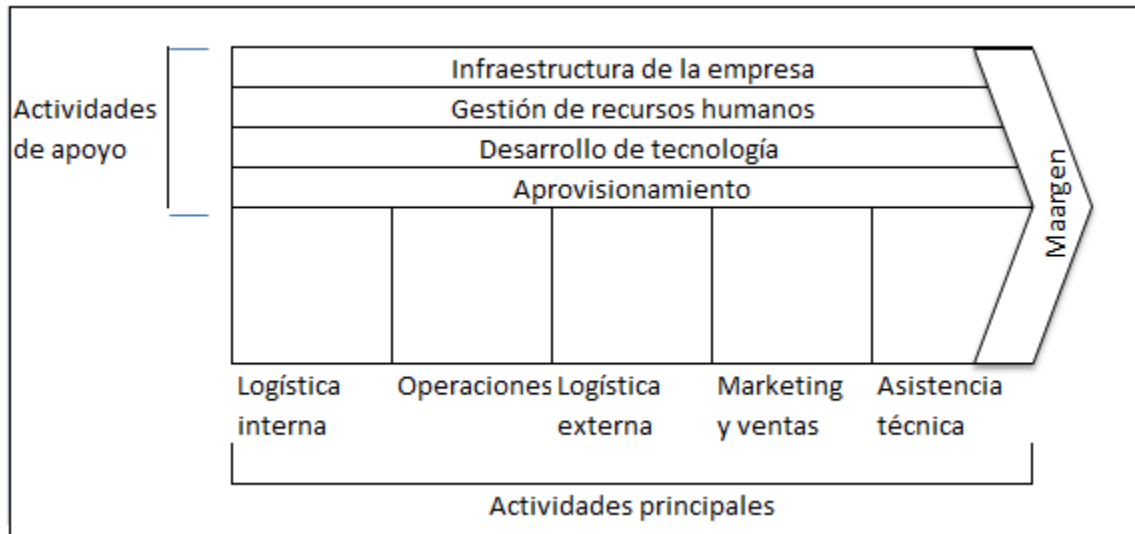 Infraestructura de la empresa
Gestión de recursos humanos
Desarrollo de tecnología
Aprovisionamiento
Actividades
de apoyo
Maargen
Logística
interna
Operaciones
Logística
externa
Marketing
y ventas
Asistencia
técnica
Actividades principales